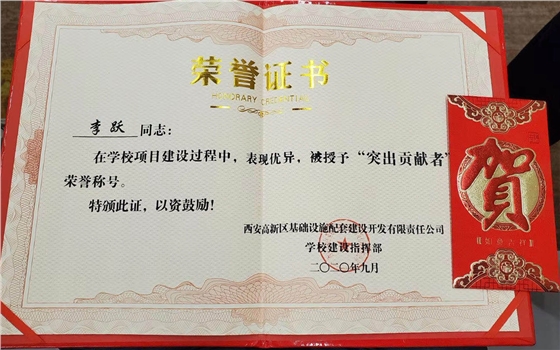 荣誉证书
HONORARY CREDENTIAL
李跃 同志：
在学校项目建设过程中，表现优异，被授予“突出贡献者”
荣誉称号。
特颁此证，以资鼓励！
西安高新区基础设施配套建设开发有限责任公司
学校建设指挥部
二〇二〇年九月
贺